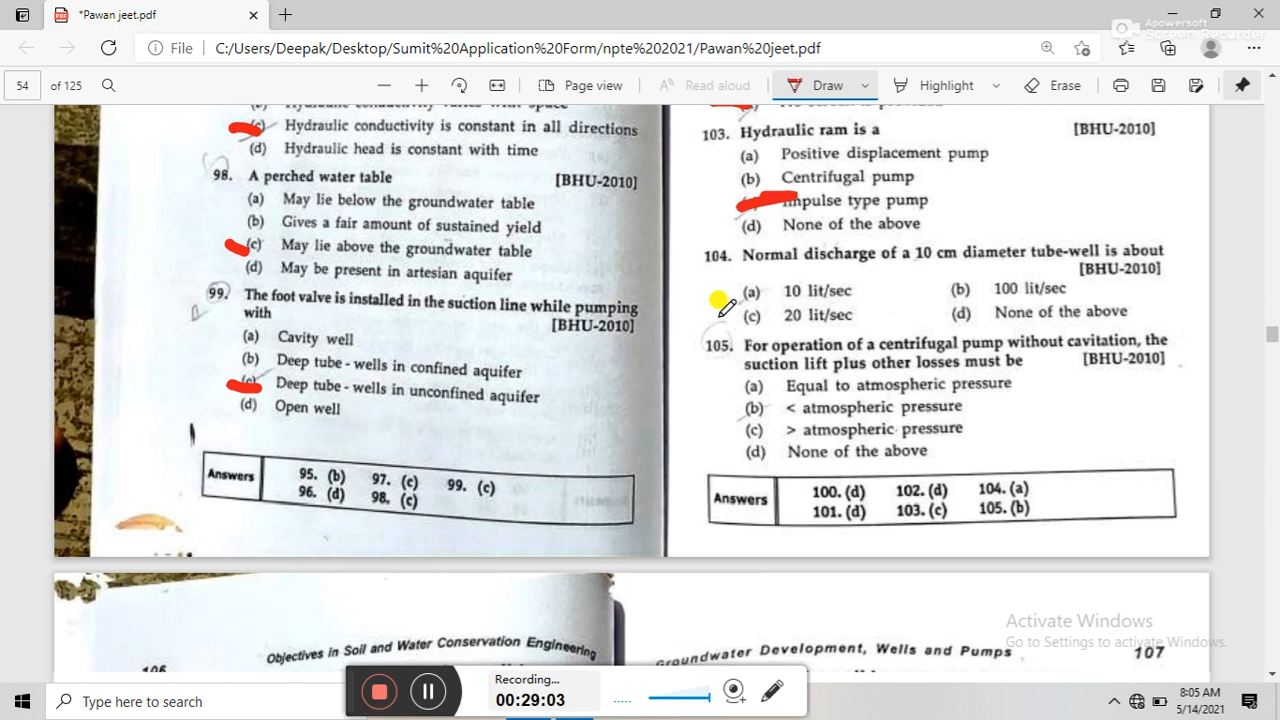 *Pawan jeet.pdf
Apowersoft
Screen Recorder
File C:/Users/Deepak/Desktop/Sumit%20Application%20Form/npte%202021/Pawan%20jeet.pdf
54 of 125
Page view
Read aloud
Draw
Highlight
Erase
Hydraulic conductivity varies with space
(c) Hydraulic conductivity is constant in all directions
(d) Hydraulic head is constant with time
98. A perched water table [BHU-2010]
(a) May lie below the groundwater table
(b) Gives a fair amount of sustained yield
(c) May lie above the groundwater table
(d) May be present in artesian aquifer
99. The foot valve is installed in the suction line while pumping
with [BHU-2010]
(a) Cavity well
(b) Deep tube - wells in confined aquifer
(c) Deep tube - wells in unconfined aquifer
(d) Open well
Answers
95. (b) 97. (c) 99. (c)
96. (d) 98. (c)
103. Hydraulic ram is a [BHU-2010]
(a) Positive displacement pump
(b) Centrifugal pump
Impulse type pump
(d) None of the above
104. Normal discharge of a 10 cm diameter tube-well is about
[BHU-2010]
(a) 10 lit/sec (b) 100 lit/sec
(c) 20 lit/sec (d) None of the above
105. For operation of a centrifugal pump without cavitation, the
suction lift plus other losses must be [BHU-2010]
(a) Equal to atmospheric pressure
(b) < atmospheric pressure
(c) > atmospheric pressure
(d) None of the above
Answers
100. (d) 102. (d) 104. (a)
101. (d) 103. (c) 105. (b)
106 Objectives in Soil and Water Conservation Engineering
Groundwater Development, Wells and Pumps 107
Activate Windows
Go to Settings to activate Windows.
Recording...
00:29:03
Type here to search
8:05 AM
5/14/2021